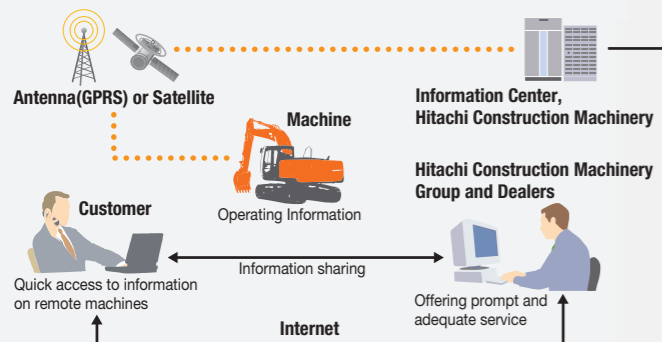 Antenna(GPRS) or Satellite
Information Center,
Hitachi Construction Machinery
Machine
Operating Information
Hitachi Construction Machinery
Group and Dealers
Customer
Quick access to information
on remote machines
Information sharing
Offering prompt and
adequate service
Internet